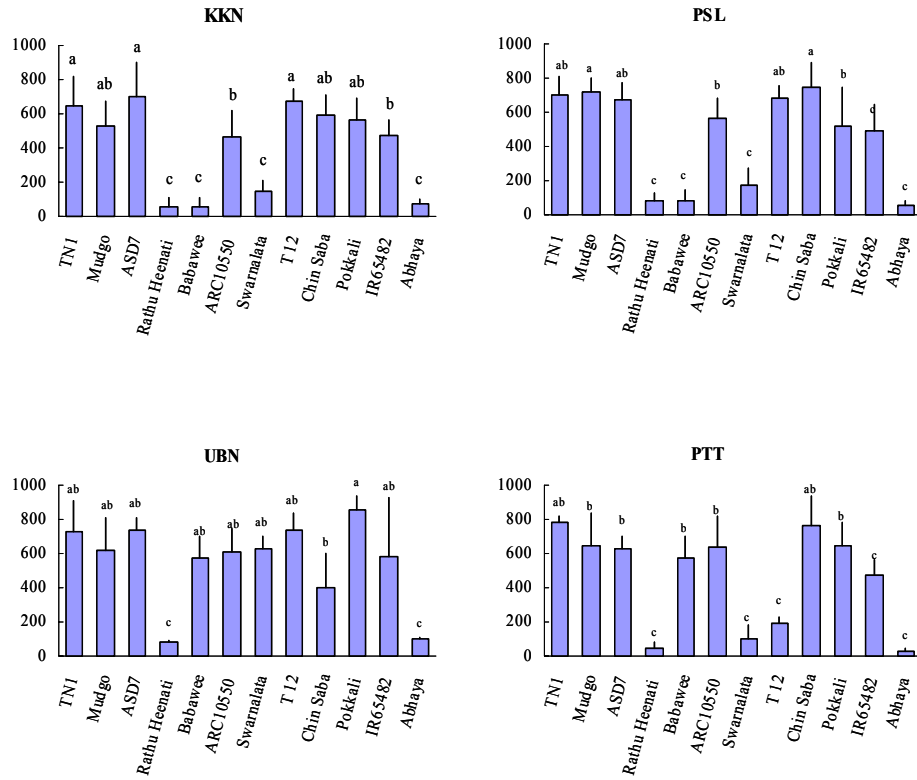 KKN
1000
800
600
400
200
0
a ab a c c b c a ab ab b c
TN1
Mudgo
ASD7
Rathu Heenati
Babawee
ARC10550
Swarnalata
T 12
Chin Saba
Pokkali
IR65482
Abhaya
PSL
1000
800
600
400
200
0
ab a ab c c b c ab a b c c
TN1
Mudgo
ASD7
Rathu Heenati
Babawee
ARC10550
Swarnalata
T 12
Chin Saba
Pokkali
IR65482
Abhaya
UBN
1000
800
600
400
200
0
ab ab ab c ab ab ab ab b a ab c
TN1
Mudgo
ASD7
Rathu Heenati
Babawee
ARC10550
Swarnalata
T 12
Chin Saba
Pokkali
IR65482
Abhaya
PTT
1000
800
600
400
200
0
ab b b c b b c c ab b c c
TN1
Mudgo
ASD7
Rathu Heenati
Babawee
ARC10550
Swarnalata
T 12
Chin Saba
Pokkali
IR65482
Abhaya